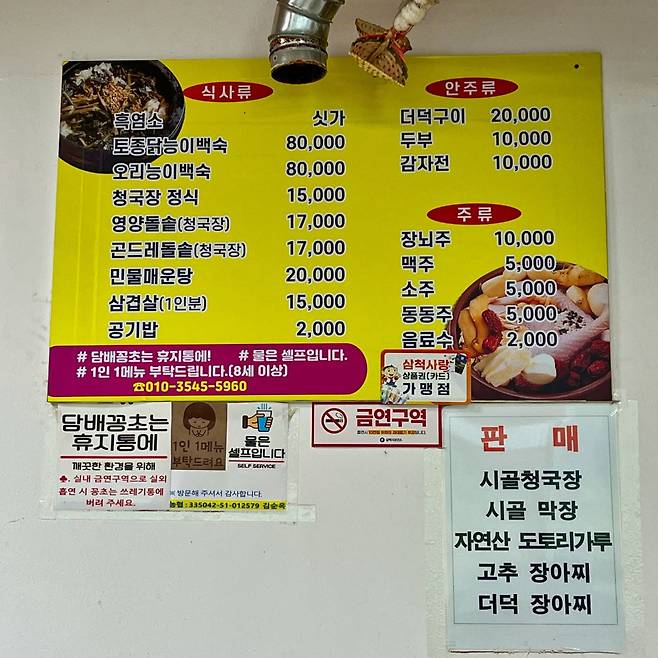 식사류
흑염소 싯가
토종닭능이백숙 80,000
오리능이백숙 80,000
청국장 정식 15,000
영양돌솥(청국장) 17,000
곤드레돌솥(청국장) 17,000
민물매운탕 20,000
삼겹살(1인분) 15,000
공기밥 2,000
안주류
더덕구이 20,000
두부 10,000
감자전 10,000
주류
장뇌주 10,000
맥주 5,000
소주 5,000
동동주 5,000
음료수 2,000
# 담배꽁초는 휴지통에! # 물은 셀프입니다.
# 1인 1메뉴 부탁드립니다.(8세 이상)
☎010-3545-5960
삼척사랑
상품권(카드)
가맹점
담배꽁초는
휴지통에
깨끗한 환경을 위해
♣. 실내 금연구역으로 실외
흡연 시 꽁초는 쓰레기통에
버려 주세요.
1인 1메뉴
부탁드려요
물은
셀프입니다
SELF SERVICE
※ 방문해 주셔서 감사합니다.
농협 : 335042-51-012579 김순옥
금연구역
판 매
시골청국장
시골 막장
자연산 도토리가루
고추 장아찌
더덕 장아찌